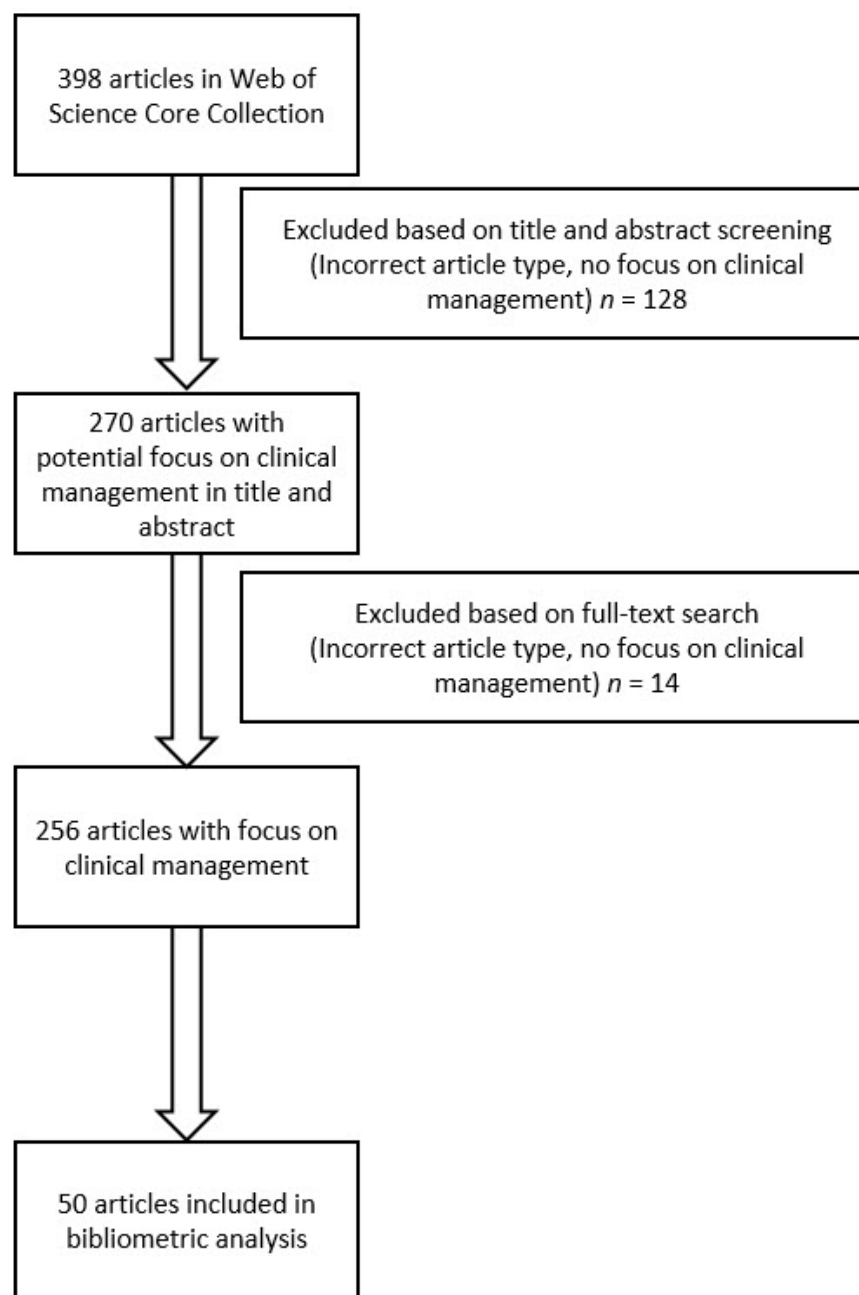 398 articles in Web of
Science Core Collection
Excluded based on title and abstract screening
(Incorrect article type, no focus on clinical
management) n = 128
270 articles with
potential focus on clinical
management in title and
abstract
Excluded based on full-text search
(Incorrect article type, no focus on clinical
management) n = 14
256 articles with focus on
clinical management
50 articles included in
bibliometric analysis